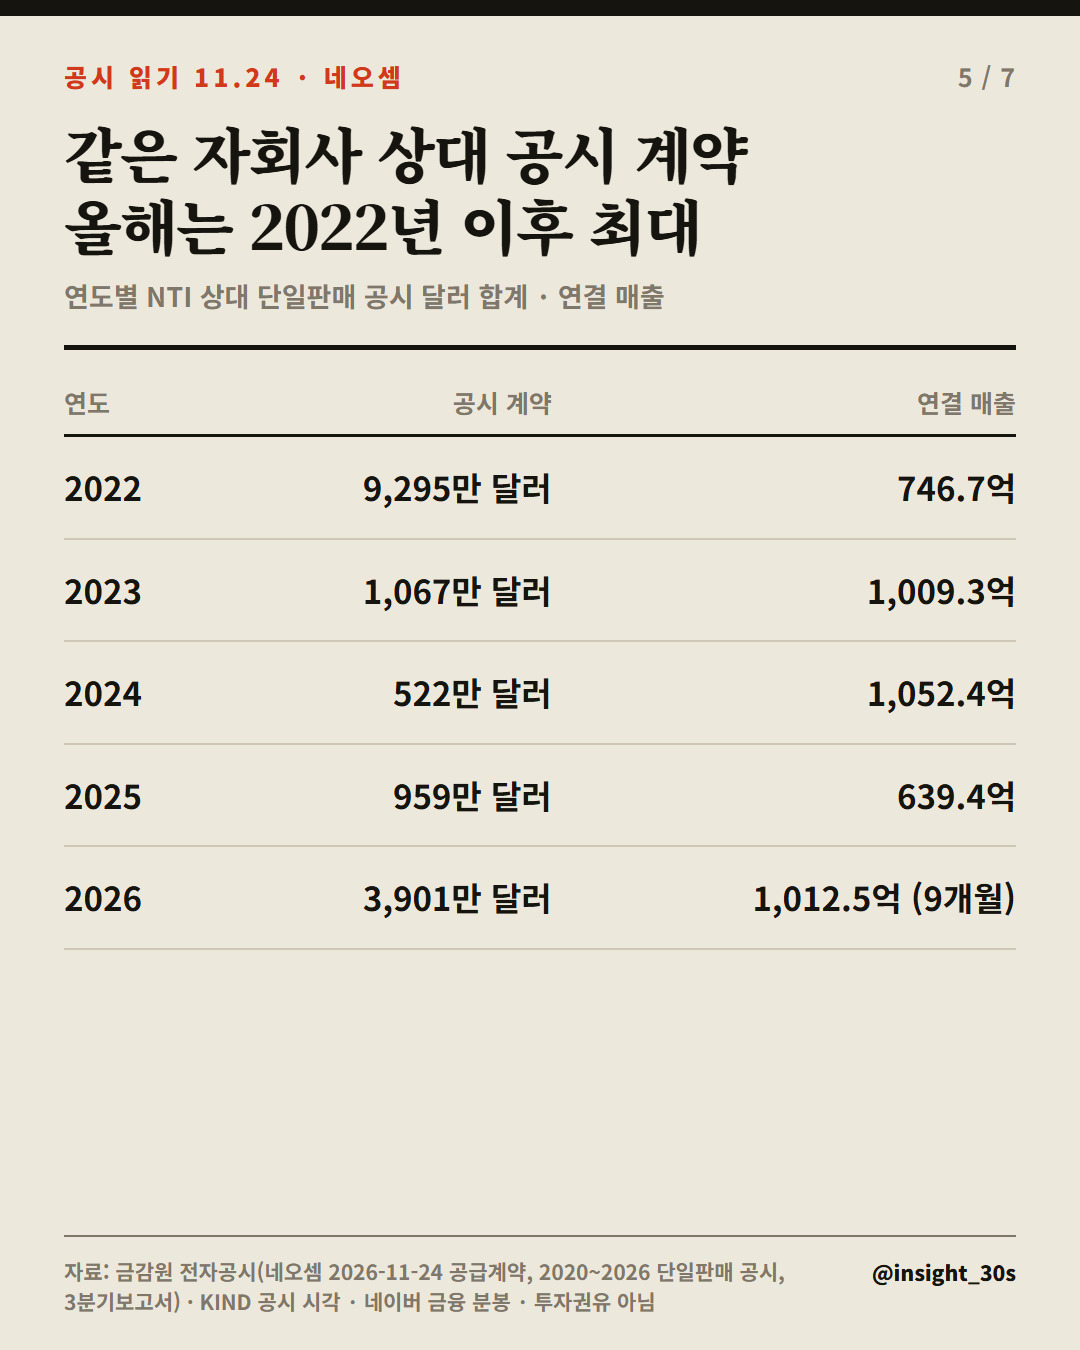 공시 읽기 11.24 · 네오셈
5 / 7
같은 자회사 상대 공시 계약
올해는 2022년 이후 최대
연도별 NTI 상대 단일판매 공시 달러 합계 · 연결 매출
연도 공시 계약 연결 매출
2022 9,295만 달러 746.7억
2023 1,067만 달러 1,009.3억
2024 522만 달러 1,052.4억
2025 959만 달러 639.4억
2026 3,901만 달러 1,012.5억 (9개월)
자료: 금감원 전자공시(네오셈 2026-11-24 공급계약, 2020~2026 단일판매 공시,
3분기보고서) · KIND 공시 시각 · 네이버 금융 분봉 · 투자권유 아님
@insight_30s